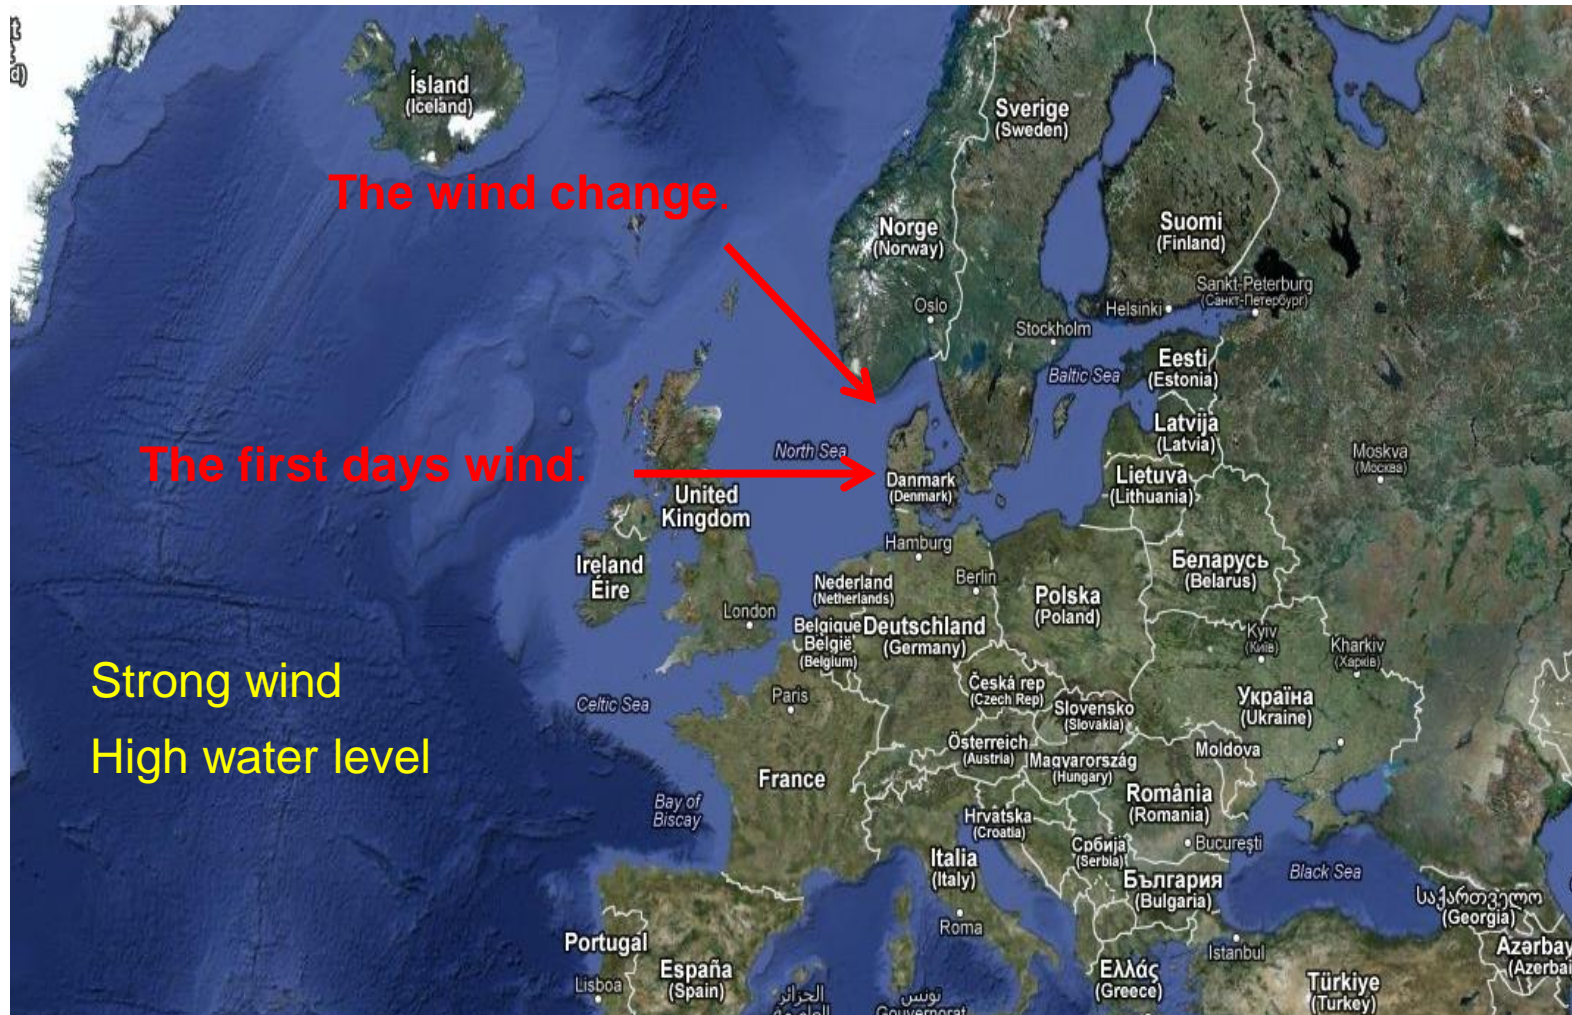 Ísland
(Iceland)
Sverige
(Sweden)
The wind change.
Norge
(Norway)
Suomi
(Finland)
Sankt-Peterburg
(Санкт-Петербург)
Oslo
Helsinki
Stockholm
Eesti
(Estonia)
Baltic Sea
Latvija
(Latvia)
The first days wind.
North Sea
Moskva
(Москва)
Danmark
(Denmark)
Lietuva
(Lithuania)
United
Kingdom
Hamburg
Ireland
Éire
Беларусь
(Belarus)
Nederland
(Netherlands)
Berlin
Polska
(Poland)
London
Belgique
België
(Belgium)
Deutschland
(Germany)
Kyiv
(Київ)
Kharkiv
(Харків)
Strong wind
High water level
Celtic Sea
Paris
Česká rep
(Czech Rep)
Slovensko
(Slovakia)
Україна
(Ukraine)
Österreich
(Austria)
Magyarország
(Hungary)
Moldova
France
Bay of
Biscay
România
(Romania)
Hrvatska
(Croatia)
Србија
(Serbia)
București
Italia
(Italy)
България
(Bulgaria)
Black Sea
საქართველო
(Georgia)
Roma
Portugal
Istanbul
Azərbay
(Azerbai
Lisboa
España
(Spain)
Ελλάς
(Greece)
Türkiye
(Turkey)
الجزائر
تونس